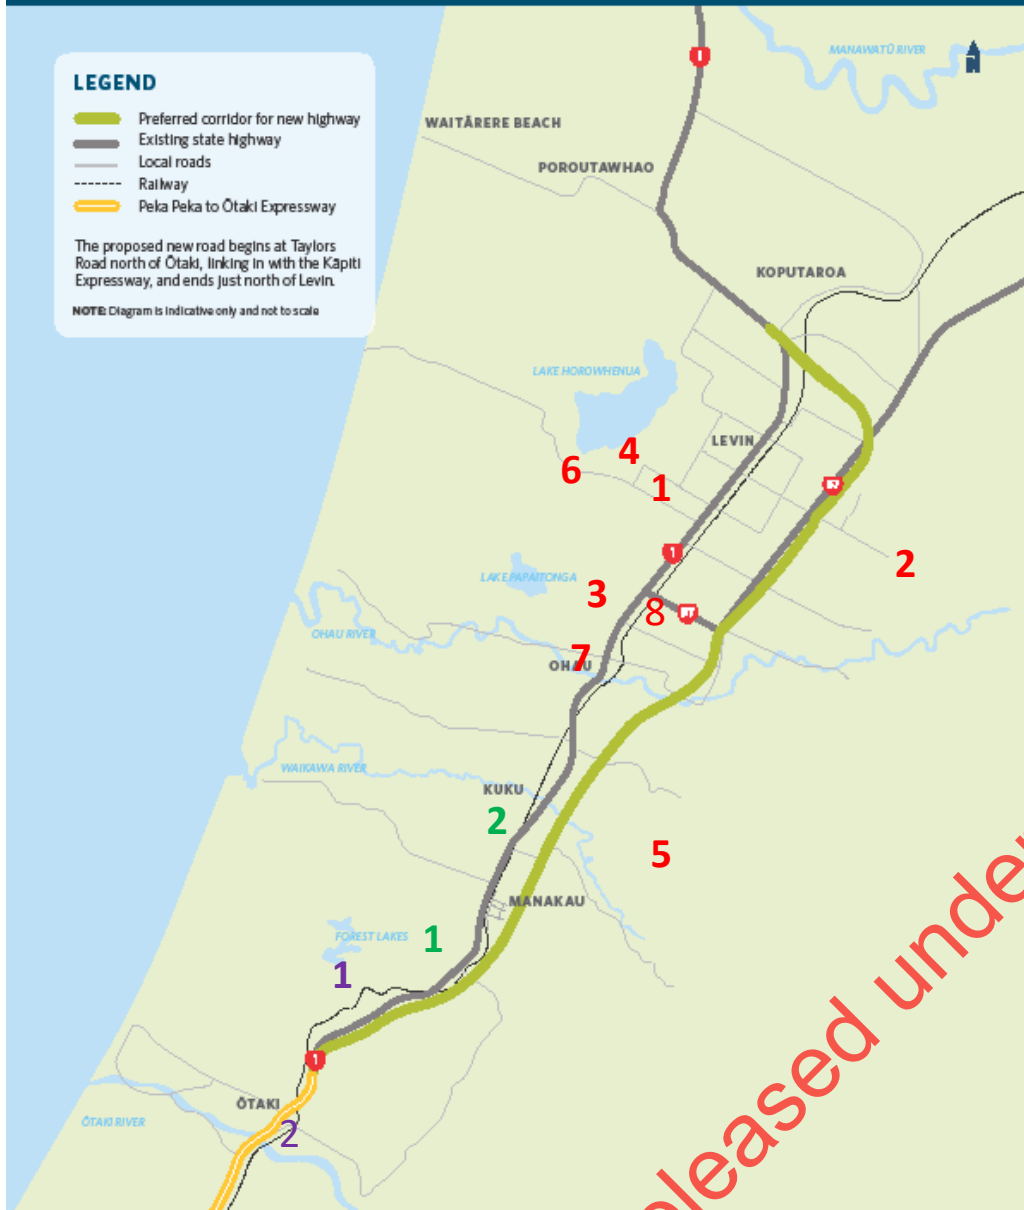 LEGEND
Preferred corridor for new highway
Existing state highway
Local roads
Railway
Peka Peka to Ōtaki Expressway
The proposed new road begins at Taylors
Road north of Ōtaki, linking in with the Kāpiti
Expressway, and ends just north of Levin.
NOTE: Diagram is indicative only and not to scale
1
MANAWATŪ RIVER
WAITĀRERE BEACH
POROUTAWHAO
KOPUTAROA
LAKE HOROWHENUA
LEVIN
4
6
1
57
1
2
LAKE PAPAITONGA
3
8
57
OHAU RIVER
7
OHAU
WAIKAWA RIVER
KUKU
2
5
MANAKAU
FOREST LAKES
1
1
1
ŌTAKI
ŌTAKI RIVER
2
eleased under